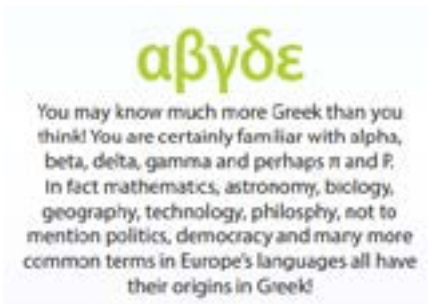 αβγδε
You may know much more Greek than you
think! You are certainly familiar with alpha,
beta, delta, gamma and perhaps π and P.
In fact mathematics, astronomy, biology,
geography, technology, philosphy, not to
mention politics, democracy and many more
common terms in Europe's languages all have
their origins in Greek!